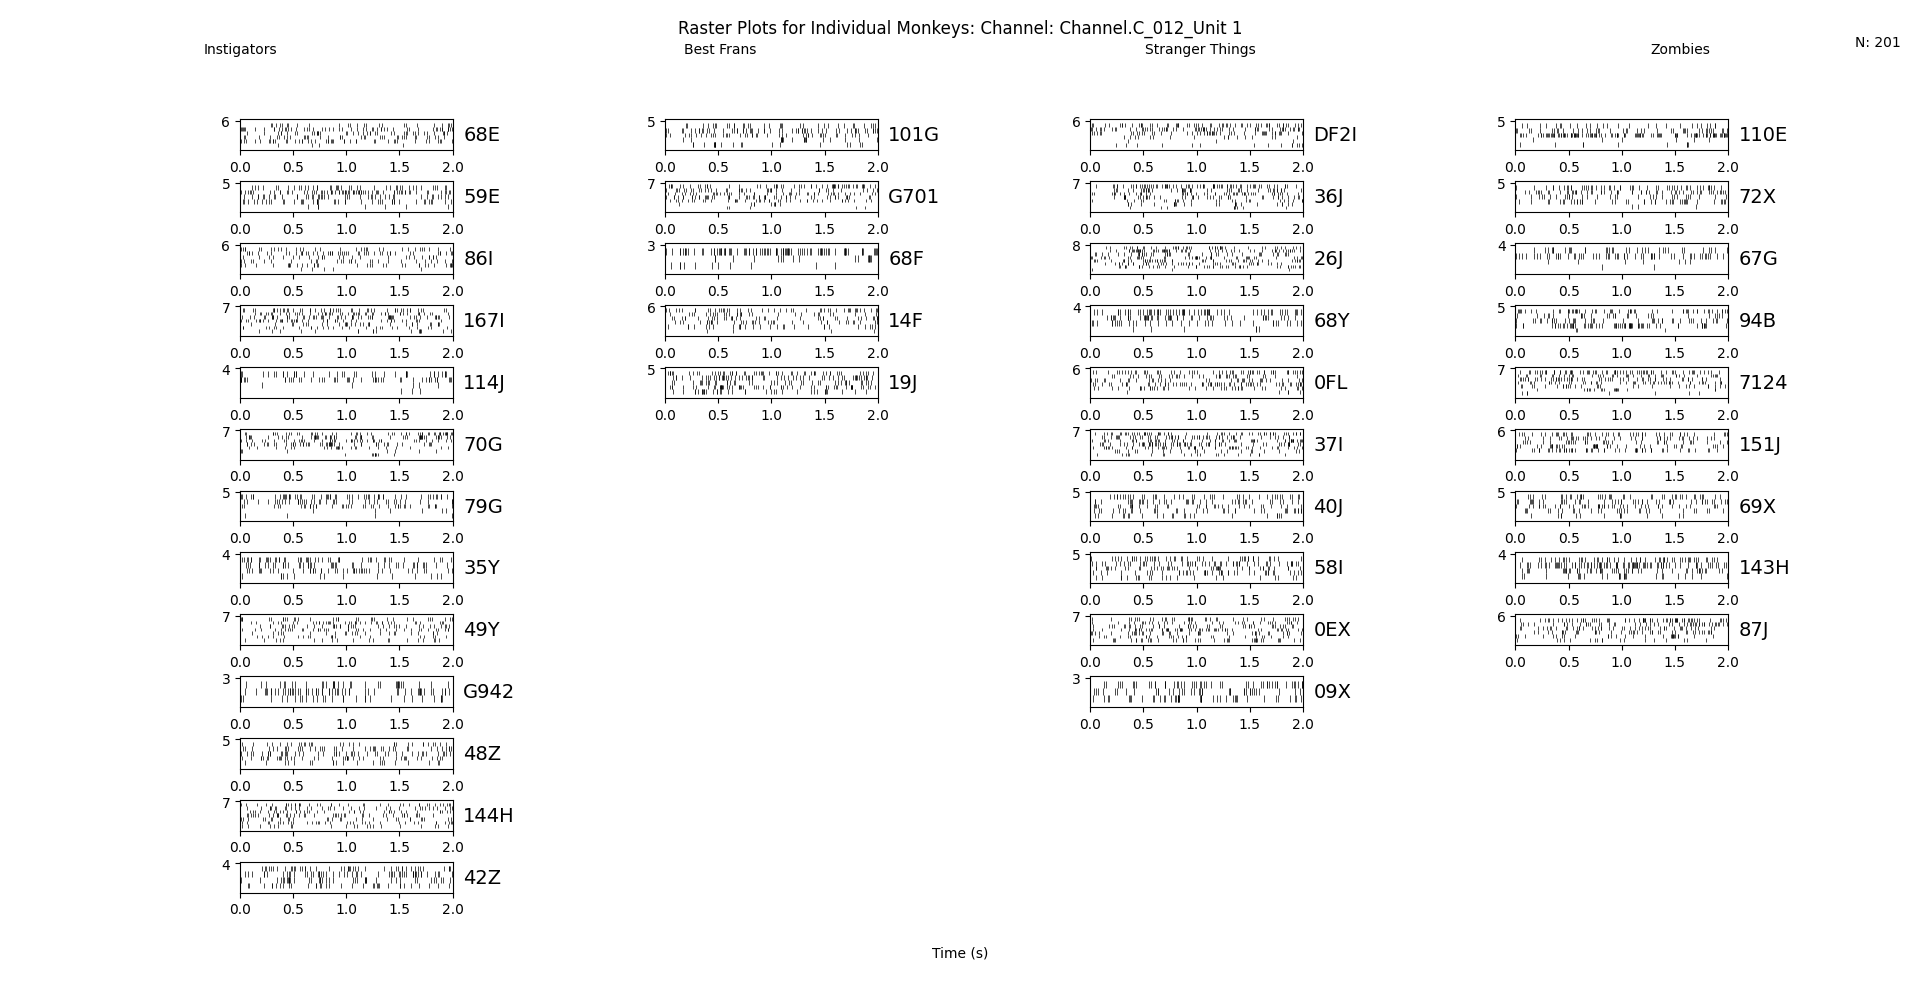 Raster Plots for Individual Monkeys: Channel: Channel.C_012_Unit 1
Instigators Best Frans Stranger Things Zombies N: 201
6 68E 5 101G 6 DF2I 5 110E
0.0 0.5 1.0 1.5 2.0 0.0 0.5 1.0 1.5 2.0 0.0 0.5 1.0 1.5 2.0 0.0 0.5 1.0 1.5 2.0
5 59E 7 G701 7 36J 5 72X
0.0 0.5 1.0 1.5 2.0 0.0 0.5 1.0 1.5 2.0 0.0 0.5 1.0 1.5 2.0 0.0 0.5 1.0 1.5 2.0
6 86I 3 68F 8 26J 4 67G
0.0 0.5 1.0 1.5 2.0 0.0 0.5 1.0 1.5 2.0 0.0 0.5 1.0 1.5 2.0 0.0 0.5 1.0 1.5 2.0
7 167I 6 14F 4 68Y 5 94B
0.0 0.5 1.0 1.5 2.0 0.0 0.5 1.0 1.5 2.0 0.0 0.5 1.0 1.5 2.0 0.0 0.5 1.0 1.5 2.0
4 114J 5 19J 6 0FL 7 7124
0.0 0.5 1.0 1.5 2.0 0.0 0.5 1.0 1.5 2.0 0.0 0.5 1.0 1.5 2.0 0.0 0.5 1.0 1.5 2.0
7 70G 7 37I 6 151J
0.0 0.5 1.0 1.5 2.0 0.0 0.5 1.0 1.5 2.0 0.0 0.5 1.0 1.5 2.0
5 79G 5 40J 5 69X
0.0 0.5 1.0 1.5 2.0 0.0 0.5 1.0 1.5 2.0 0.0 0.5 1.0 1.5 2.0
4 35Y 5 58I 4 143H
0.0 0.5 1.0 1.5 2.0 0.0 0.5 1.0 1.5 2.0 0.0 0.5 1.0 1.5 2.0
7 49Y 7 0EX 6 87J
0.0 0.5 1.0 1.5 2.0 0.0 0.5 1.0 1.5 2.0 0.0 0.5 1.0 1.5 2.0
3 G942 3 09X
0.0 0.5 1.0 1.5 2.0 0.0 0.5 1.0 1.5 2.0
5 48Z
0.0 0.5 1.0 1.5 2.0
7 144H
0.0 0.5 1.0 1.5 2.0
4 42Z
0.0 0.5 1.0 1.5 2.0
Time (s)